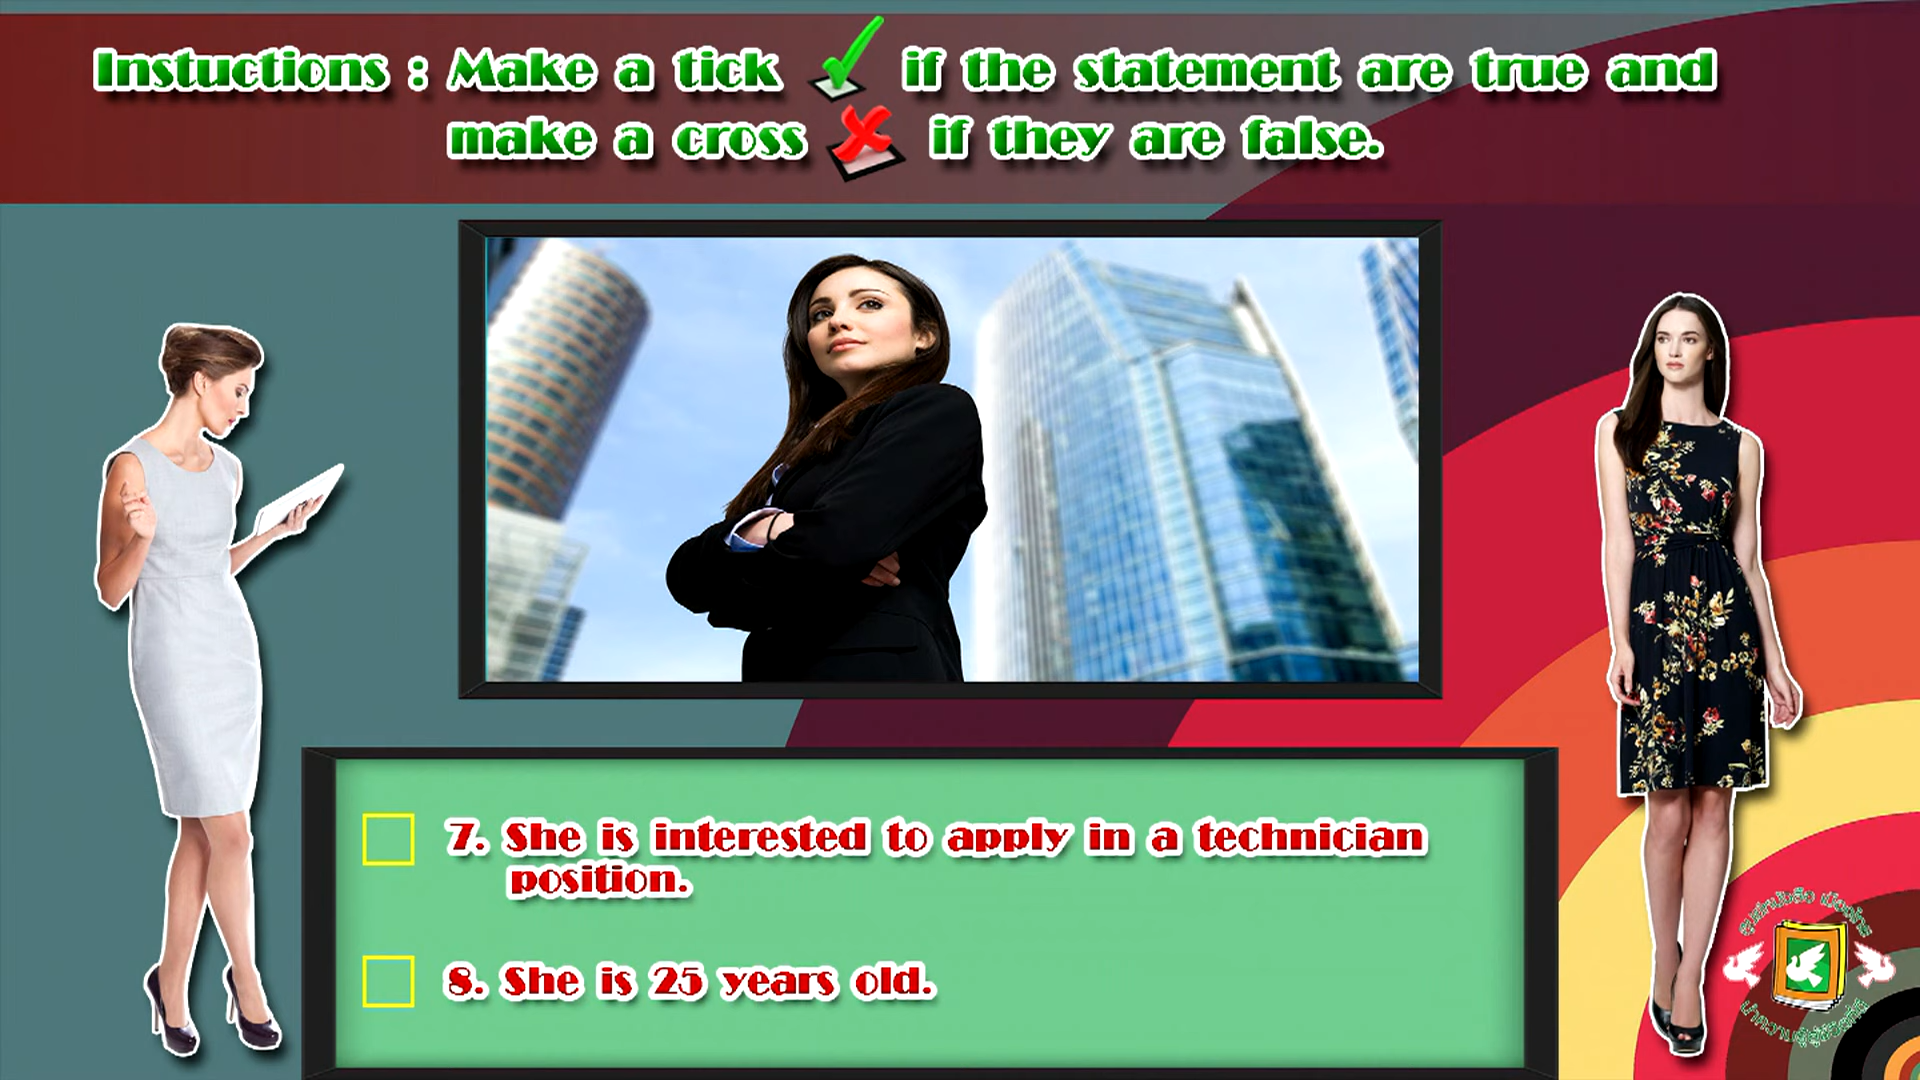 Instuctions : Make a tick if the statement are true and
make a cross if they are false.
7. She is interested to apply in a technician
position.
8. She is 25 years old.